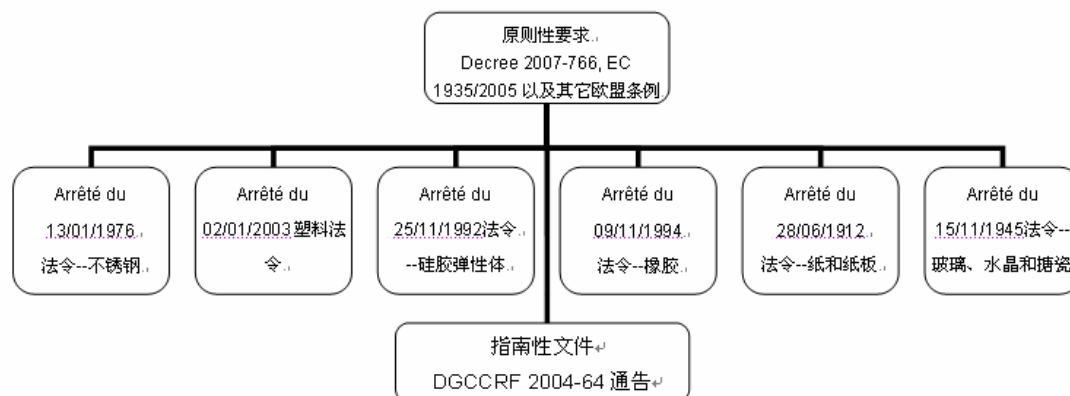 原则性要求
Decree 2007-766, EC
1935/2005 以及其它欧盟条例
Arrêté du
13/01/1976
法令--不锈钢
Arrêté du
02/01/2003 塑料法
令
Arrêté du
25/11/1992法令
--硅胶弹性体
Arrêté du
09/11/1994
法令--橡胶
Arrêté du
28/06/1912
法令--纸和纸板
Arrêté du
15/11/1945法令--
玻璃、水晶和搪瓷
指南性文件
DGCCRF 2004-64 通告